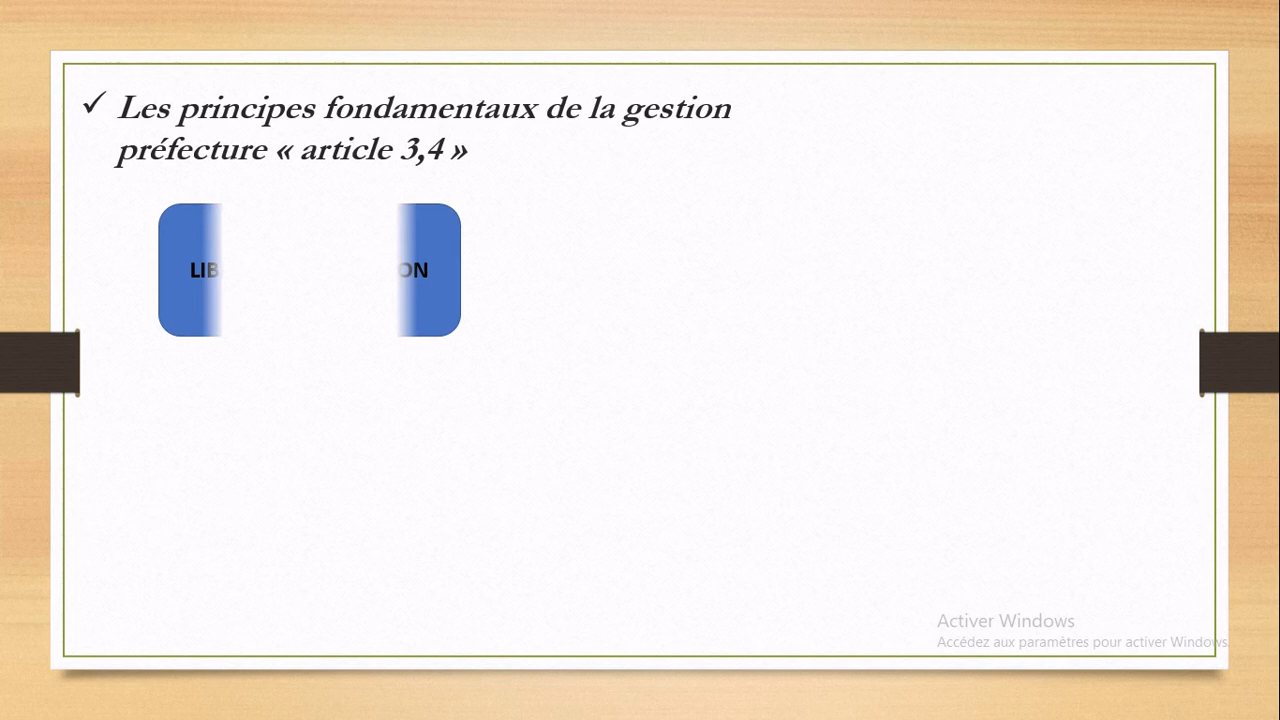 Les principes fondamentaux de la gestion
préfecture « article 3,4 »
Activer Windows
Accédez aux paramètres pour activer Windows.